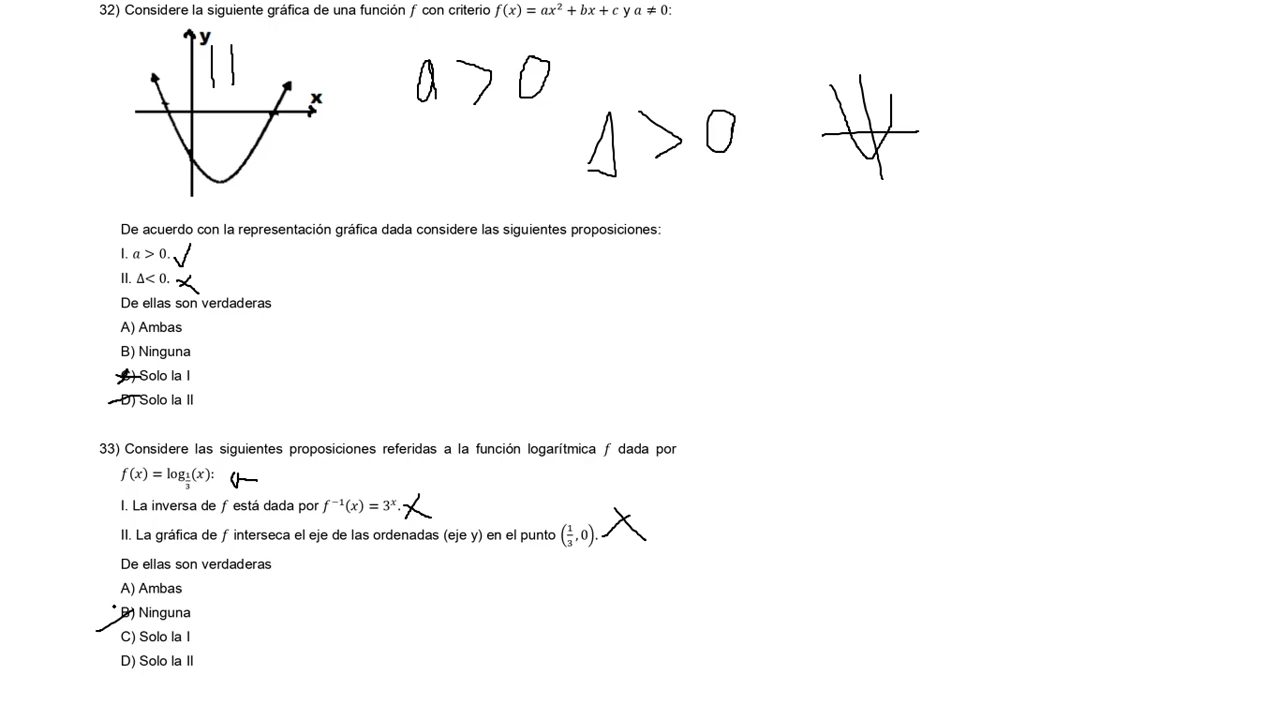 32) Considere la siguiente gráfica de una función f con criterio f(x) = ax² + bx + c y a ≠ 0:
y
x
a > 0
Δ > 0
De acuerdo con la representación gráfica dada considere las siguientes proposiciones:
I. a > 0.
II. Δ< 0.
De ellas son verdaderas
A) Ambas
B) Ninguna
C) Solo la I
D) Solo la II
33) Considere las siguientes proposiciones referidas a la función logarítmica f dada por
f(x) = log_{1/3}(x):
I. La inversa de f está dada por f⁻¹(x) = 3ˣ.
II. La gráfica de f interseca el eje de las ordenadas (eje y) en el punto (1/3, 0).
De ellas son verdaderas
A) Ambas
B) Ninguna
C) Solo la I
D) Solo la II